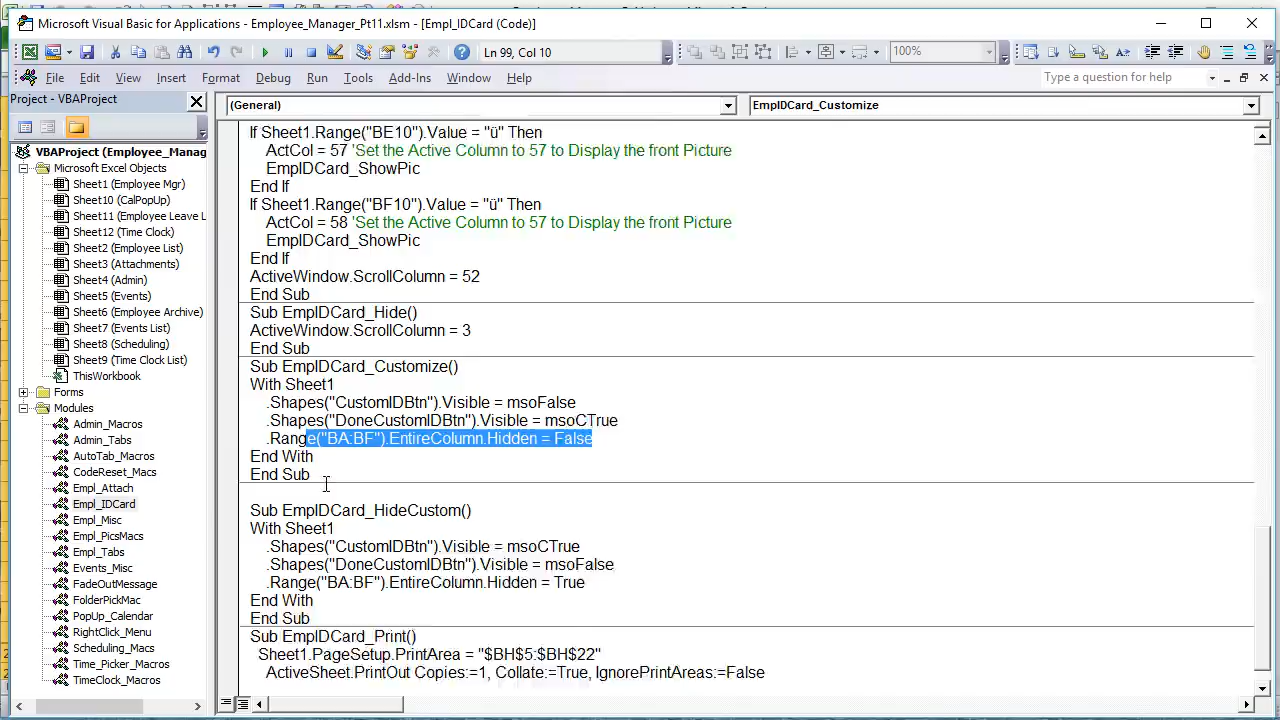 Microsoft Visual Basic for Applications - Employee_Manager_Pt11.xlsm - [Empl_IDCard (Code)]
Ln 99, Col 10
100%
File Edit View Insert Format Debug Run Tools Add-Ins Window Help
Type a question for help
Project - VBAProject
(General)
EmplDCard_Customize
VBAProject (Employee_Manag
Microsoft Excel Objects
Sheet1 (Employee Mgr)
Sheet10 (CalPopUp)
Sheet11 (Employee Leave L
Sheet12 (Time Clock)
Sheet2 (Employee List)
Sheet3 (Attachments)
Sheet4 (Admin)
Sheet5 (Events)
Sheet6 (Employee Archive)
Sheet7 (Events List)
Sheet8 (Scheduling)
Sheet9 (Time Clock List)
ThisWorkbook
Forms
Modules
Admin_Macros
Admin_Tabs
AutoTab_Macros
CodeReset_Macs
Empl_Attach
Empl_IDCard
Empl_Misc
Empl_PicsMacs
Empl_Tabs
Events_Misc
FadeOutMessage
FolderPickMac
PopUp_Calendar
RightClick_Menu
Scheduling_Macs
Time_Picker_Macros
TimeClock_Macros
If Sheet1.Range("BE10").Value = "ü" Then
ActCol = 57 'Set the Active Column to 57 to Display the front Picture
EmplDCard_ShowPic
End If
If Sheet1.Range("BF10").Value = "ü" Then
ActCol = 58 'Set the Active Column to 57 to Display the front Picture
EmplDCard_ShowPic
End If
ActiveWindow.ScrollColumn = 52
End Sub
Sub EmplDCard_Hide()
ActiveWindow.ScrollColumn = 3
End Sub
Sub EmplDCard_Customize()
With Sheet1
.Shapes("CustomIDBtn").Visible = msoFalse
.Shapes("DoneCustomIDBtn").Visible = msoCTrue
.Range("BA:BF").EntireColumn.Hidden = False
End With
End Sub
Sub EmplDCard_HideCustom()
With Sheet1
.Shapes("CustomIDBtn").Visible = msoCTrue
.Shapes("DoneCustomIDBtn").Visible = msoFalse
.Range("BA:BF").EntireColumn.Hidden = True
End With
End Sub
Sub EmplDCard_Print()
Sheet1.PageSetup.PrintArea = "$BH$5:$BH$22"
ActiveSheet.PrintOut Copies:=1, Collate:=True, IgnorePrintAreas:=False